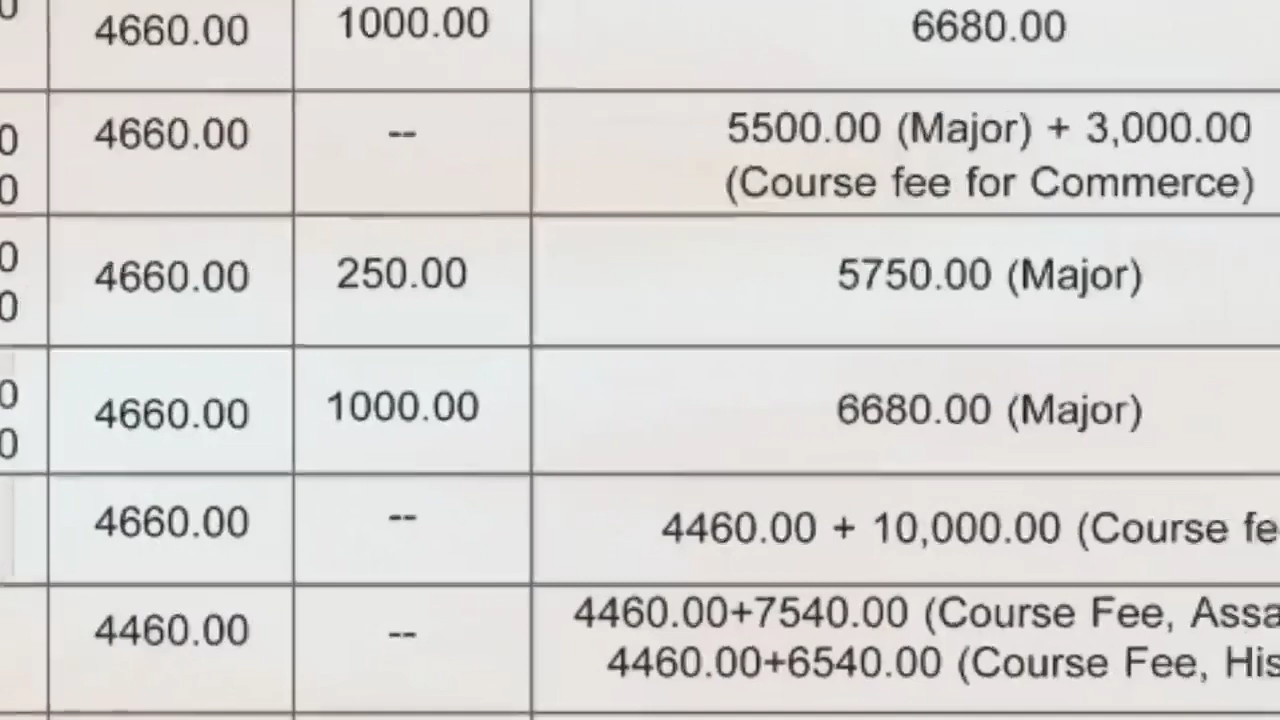 4660.00 1000.00 6680.00
4660.00 -- 5500.00 (Major) + 3,000.00
(Course fee for Commerce)
4660.00 250.00 5750.00 (Major)
4660.00 1000.00 6680.00 (Major)
4660.00 -- 4460.00 + 10,000.00 (Course
4460.00 -- 4460.00+7540.00 (Course Fee,
4460.00+6540.00 (Course Fee,